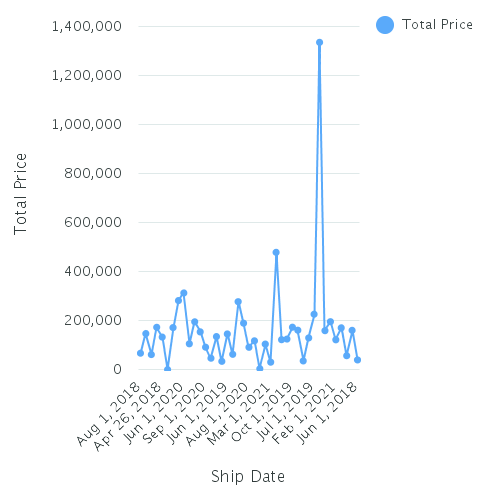 Total Price
1,400,000
1,200,000
1,000,000
800,000
600,000
400,000
200,000
0
Total Price
Aug 1, 2018
Apr 26, 2018
Jun 1, 2020
Sep 1, 2020
Jun 1, 2019
Aug 1, 2020
Mar 1, 2021
Oct 1, 2019
Jul 1, 2019
Feb 1, 2021
Jun 1, 2018
Ship Date